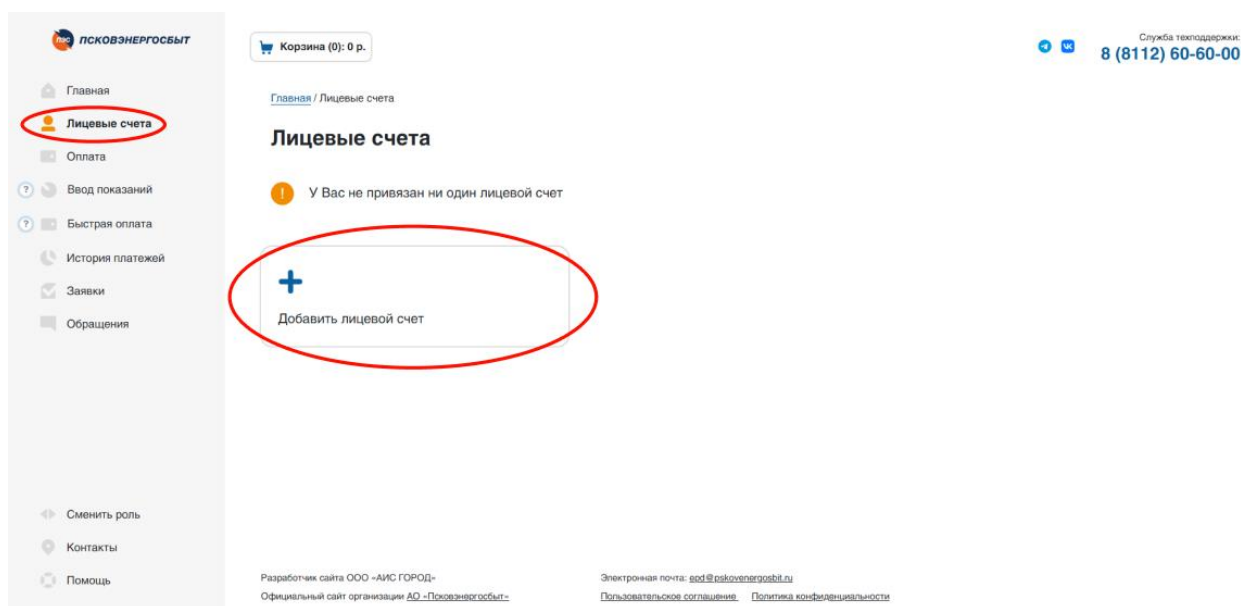 пэс ПСКОВЭНЕРГОСБЫТ
Корзина (0): 0 р.
Служба техподдержки:
8 (8112) 60-60-00
Главная
Лицевые счета
Оплата
? Ввод показаний
? Быстрая оплата
История платежей
Заявки
Обращения
Главная / Лицевые счета
Лицевые счета
! У Вас не привязан ни один лицевой счет
+
Добавить лицевой счет
Сменить роль
Контакты
Помощь
Разработчик сайта ООО «АИС ГОРОД»
Официальный сайт организации АО «Псковэнергосбыт»
Электронная почта: epd@pskovenergosbit.ru
Пользовательское соглашение Политика конфиденциальности